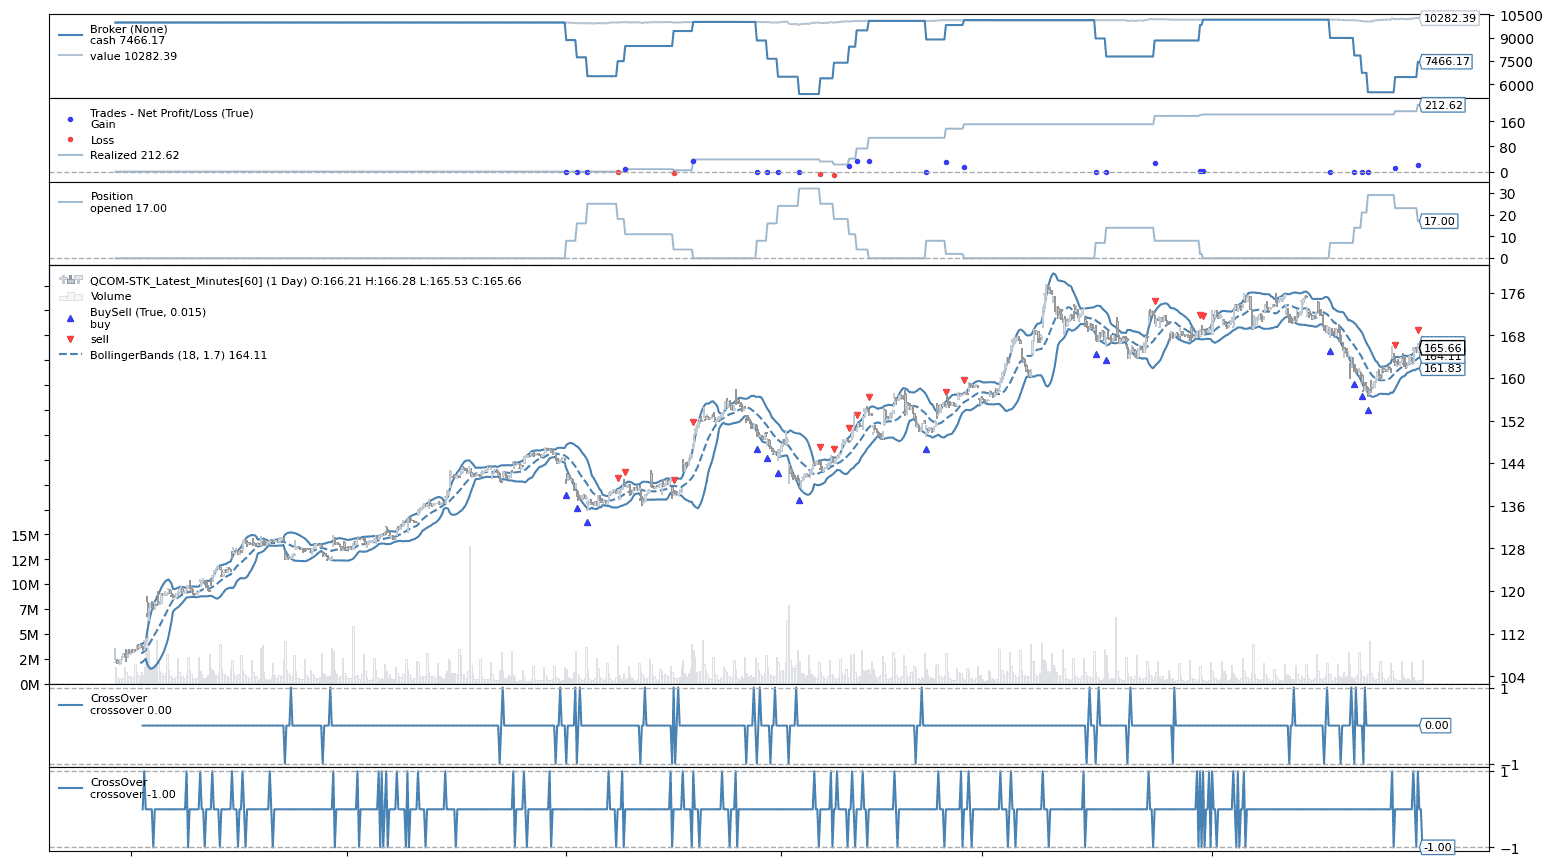 Broker (None)
cash 7466.17
value 10282.39
10500
9000
7500
6000
10282.39
7466.17
Trades - Net Profit/Loss (True)
Gain
Loss
Realized 212.62
212.62
160
80
0
Position
opened 17.00
30
20
17.00
10
0
QCOM-STK_Latest_Minutes[60] (1 Day) O:166.21 H:166.28 L:165.53 C:165.66
Volume
BuySell (True, 0.015)
buy
sell
BollingerBands (18, 1.7) 164.11
176
168
165.66
164.11
161.83
160
152
144
136
128
120
112
104
15M
12M
10M
7M
5M
2M
0M
CrossOver
crossover 0.00
1
0.00
−1
CrossOver
crossover -1.00
1
-1.00
−1